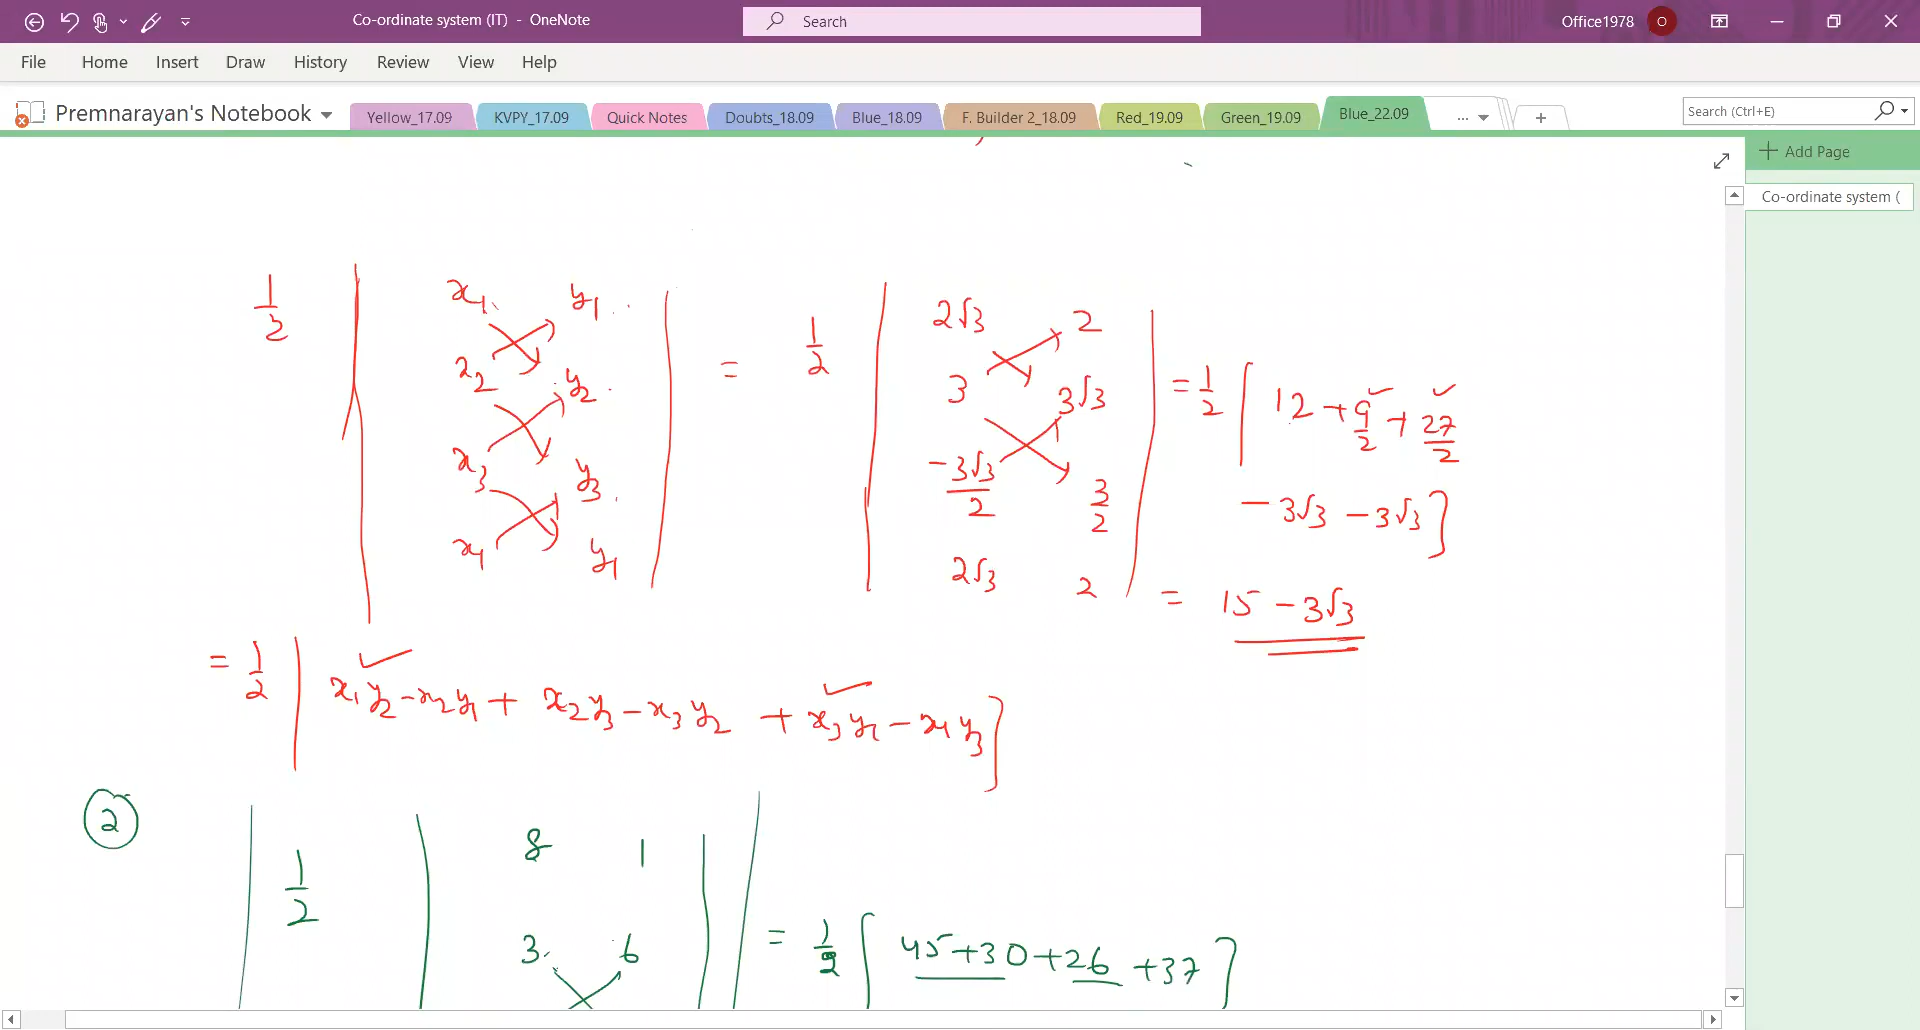 Co-ordinate system (IT) - OneNote
Search
Office1978 O
File Home Insert Draw History Review View Help
Premnarayan's Notebook
Yellow_17.09 KVPY_17.09 Quick Notes Doubts_18.09 Blue_18.09 F. Builder 2_18.09 Red_19.09 Green_19.09 Blue_22.09 ... +
Search (Ctrl+E)
+ Add Page
Co-ordinate system (
1/2 | x₁ y₁
x₂ y₂
x₃ y₃
x₁ y₁ |
= 1/2 | 2√3 2
3 3√3
-3√3/2 3/2
2√3 2 |
= 1/2 [ 12 + 9/2 + 27/2
- 3√3 - 3√3 ]
= 15 - 3√3
= 1/2 | x₁y₂ - x₂y₁ + x₂y₃ - x₃y₂ + x₃y₁ - x₁y₃ ]
2
| 1/2 | 8 1
3 6 | |
= 1/2 [ 45 + 30 + 26 + 37 ]